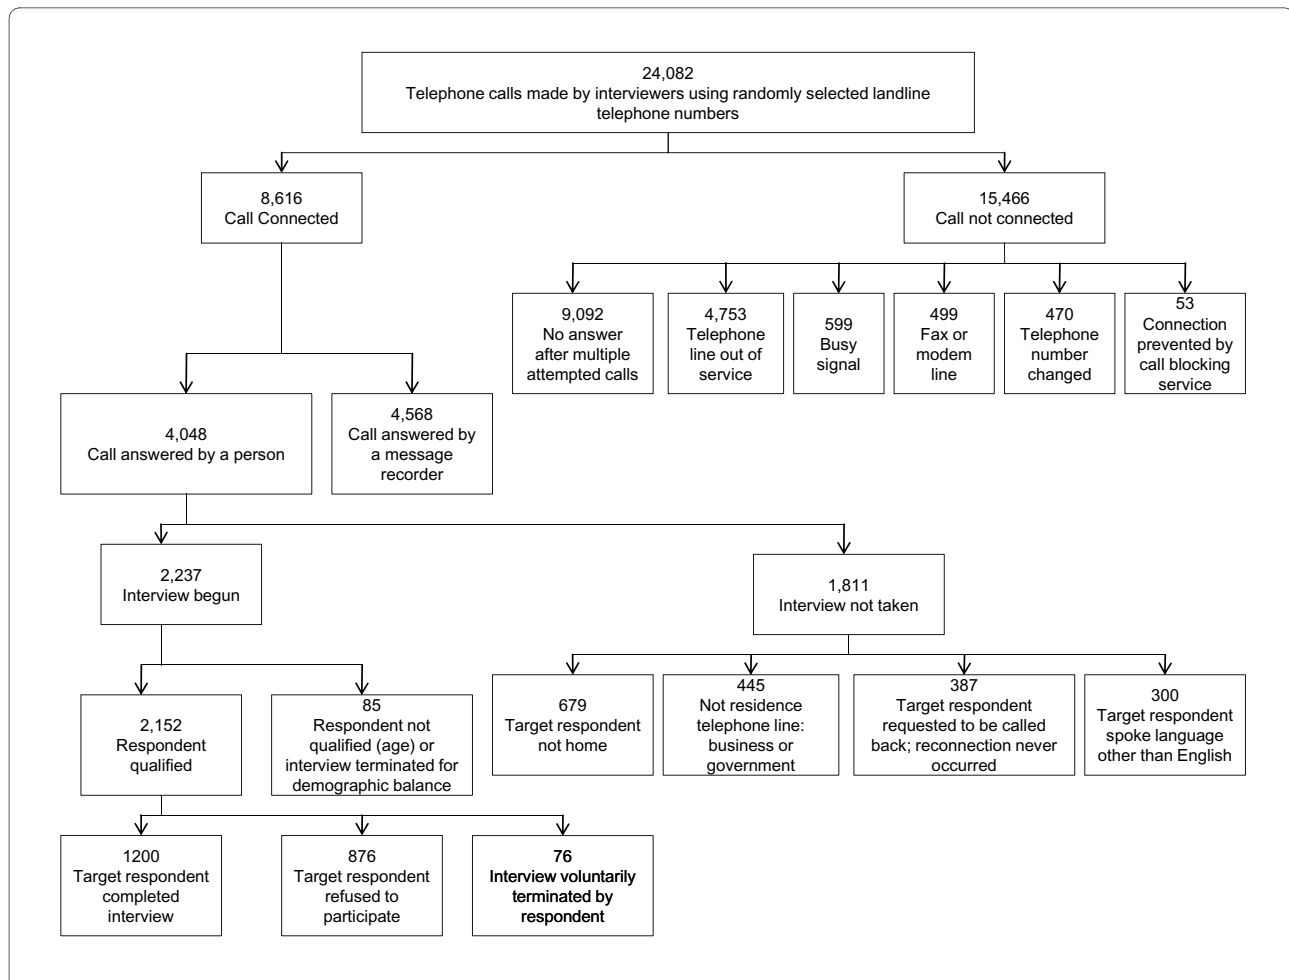 24,082
Telephone calls made by interviewers using randomly selected landline
telephone numbers
8,616
Call Connected
15,466
Call not connected
9,092
No answer
after multiple
attempted calls
4,753
Telephone
line out of
service
599
Busy
signal
499
Fax or
modem
line
470
Telephone
number
changed
53
Connection
prevented by
call blocking
service
4,048
Call answered by a person
4,568
Call answered by
a message
recorder
2,237
Interview begun
1,811
Interview not taken
2,152
Respondent
qualified
85
Respondent not
qualified (age) or
interview terminated for
demographic balance
679
Target respondent
not home
445
Not residence
telephone line:
business or
government
387
Target respondent
requested to be called
back; reconnection never
occurred
300
Target respondent
spoke language
other than English
1200
Target respondent
completed
interview
876
Target respondent
refused to
participate
76
Interview voluntarily
terminated by
respondent